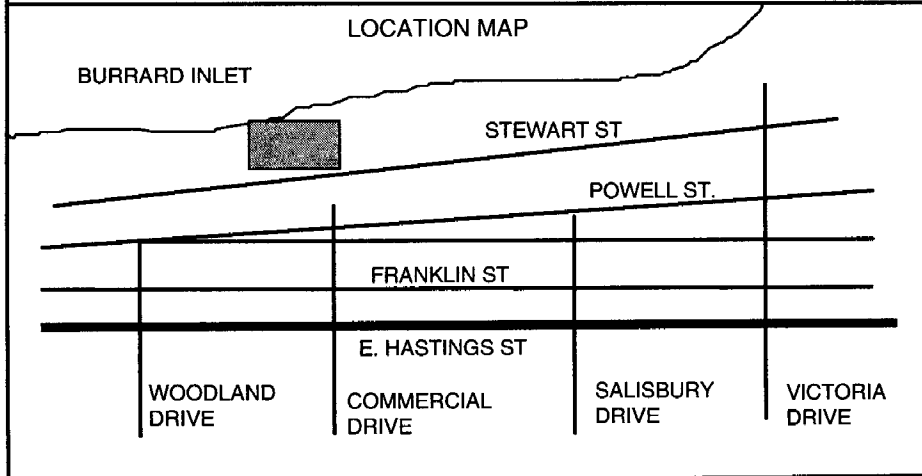 LOCATION MAP
BURRARD INLET
STEWART ST
POWELL ST.
FRANKLIN ST
E. HASTINGS ST
WOODLAND
DRIVE
COMMERCIAL
DRIVE
SALISBURY
DRIVE
VICTORIA
DRIVE